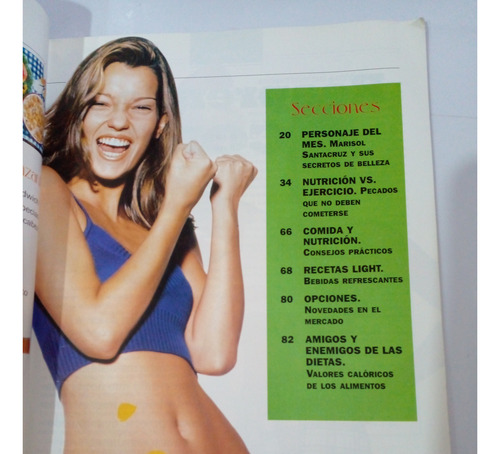 Secciones
20 PERSONAJE DEL
MES. MARISOL
SANTACRUZ Y SUS
SECRETOS DE BELLEZA
34 NUTRICIÓN VS.
EJERCICIO. PECADOS
QUE NO DEBEN
COMETERSE
66 COMIDA Y
NUTRICIÓN.
CONSEJOS PRÁCTICOS
68 RECETAS LIGHT.
BEBIDAS REFRESCANTES
80 OPCIONES.
NOVEDADES EN EL
MERCADO
82 AMIGOS Y
ENEMIGOS DE LAS
DIETAS.
VALORES CALÓRICOS
DE LOS ALIMENTOS